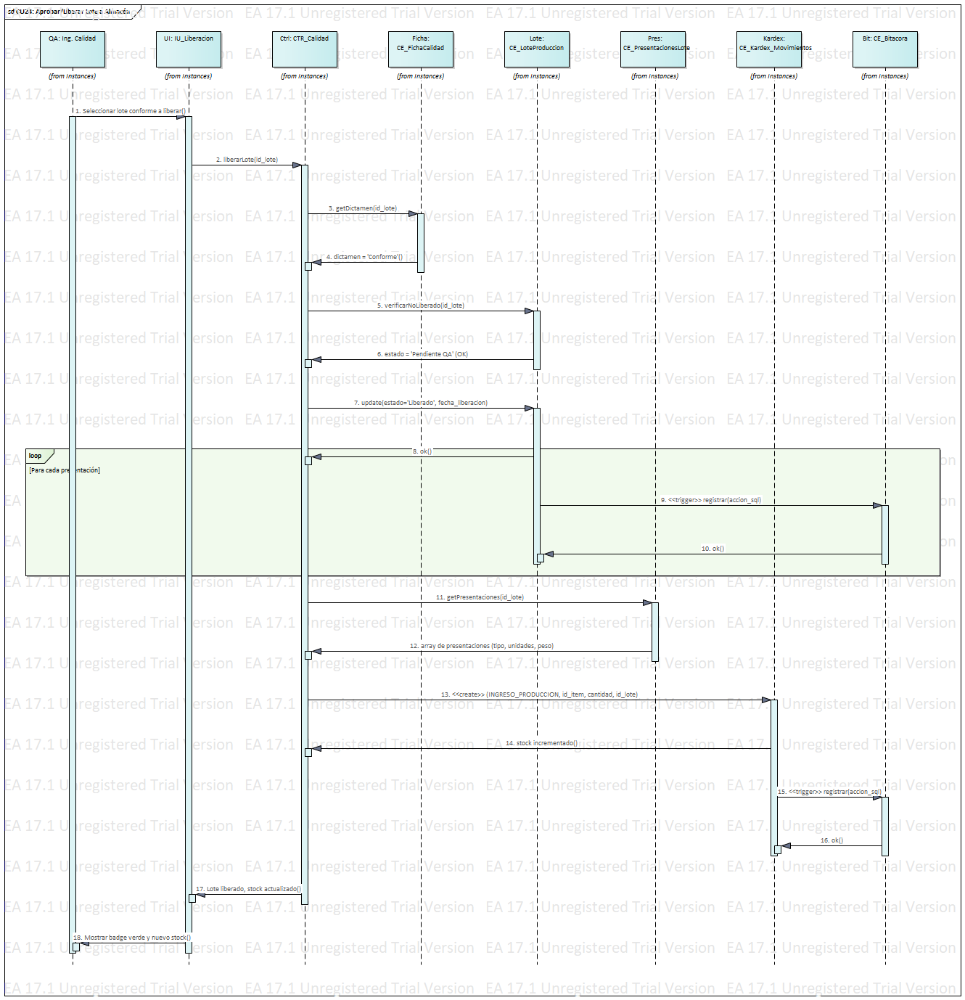 sd CU24: Aprobar/Liberar Lote a Almacén
QA: Ing. Calidad
(from Instances)
UI: IU_Liberacion
(from Instances)
Ctrl: CTR_Calidad
(from Instances)
Ficha:
CE_FichaCalidad
(from Instances)
Lote:
CE_LoteProduccion
(from Instances)
Pres:
CE_PresentacionesLote
(from Instances)
Kardex:
CE_Kardex_Movimientos
(from Instances)
Bit: CE_Bitacora
(from Instances)
1. Seleccionar lote conforme a liberar()
2. liberarLote(id_lote)
3. getDictamen(id_lote)
4. dictamen = 'Conforme'()
5. verificarNoLiberado(id_lote)
6. estado = 'Pendiente QA' (OK)
7. update(estado='Liberado', fecha_liberacion)
loop
[Para cada presentación]
8. ok()
9. <<trigger>> registrar(accion_sql)
10. ok()
11. getPresentaciones(id_lote)
12. array de presentaciones (tipo, unidades, peso)
13. <<create>> (INGRESO_PRODUCCION, id_item, cantidad, id_lote)
14. stock incrementado()
15. <<trigger>> registrar(accion_sql)
16. ok()
17. Lote liberado, stock actualizado()
18. Mostrar badge verde y nuevo stock()
EA 17.1 Unregistered Trial Version